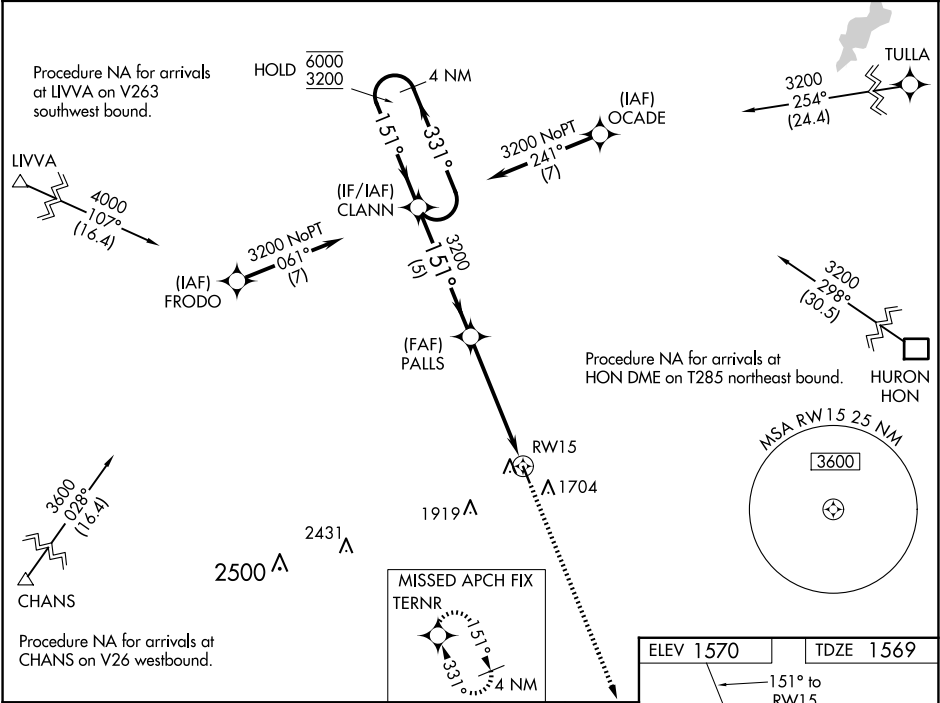 Procedure NA for arrivals
at LIVVA on V263
southwest bound.
HOLD 6000
3200
4 NM
151°
331°
TULLA
3200
254°
(24.4)
(IAF)
OCADE
3200 NoPT
241°
(7)
LIVVA
4000
107°
(16.4)
(IF/IAF)
CLANN
3200 NoPT
061°
(7)
(IAF)
FRODO
3200
151°
(5)
(FAF)
PALLS
3200
298°
(30.5)
Procedure NA for arrivals at
HON DME on T285 northeast bound.
HURON
HON
MSA RW15 25 NM
3600
RW15
1704
1919
2431
2500
3600
028°
(16.4)
CHANS
Procedure NA for arrivals at
CHANS on V26 westbound.
MISSED APCH FIX
TERNR
151°
331°
4 NM
ELEV 1570
TDZE 1569
151° to
RW15